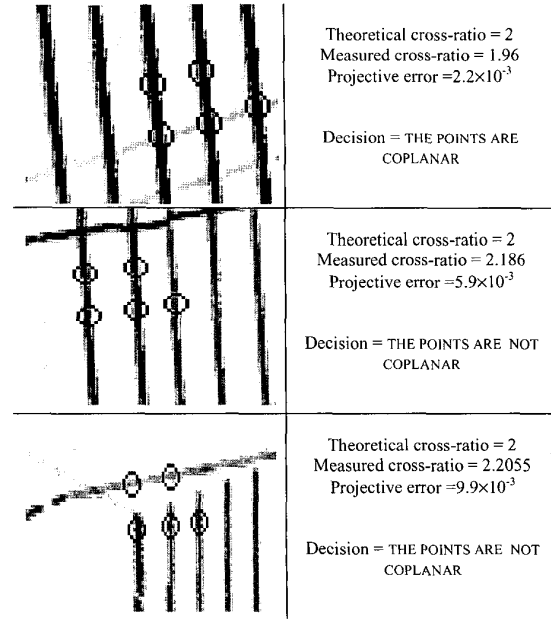 Theoretical cross-ratio = 2
Measured cross-ratio = 1.96
Projective error =2.2×10⁻³
Decision = THE POINTS ARE
COPLANAR
Theoretical cross-ratio = 2
Measured cross-ratio = 2.186
Projective error =5.9×10⁻³
Decision = THE POINTS ARE NOT
COPLANAR
Theoretical cross-ratio = 2
Measured cross-ratio = 2.2055
Projective error =9.9×10⁻³
Decision = THE POINTS ARE NOT
COPLANAR